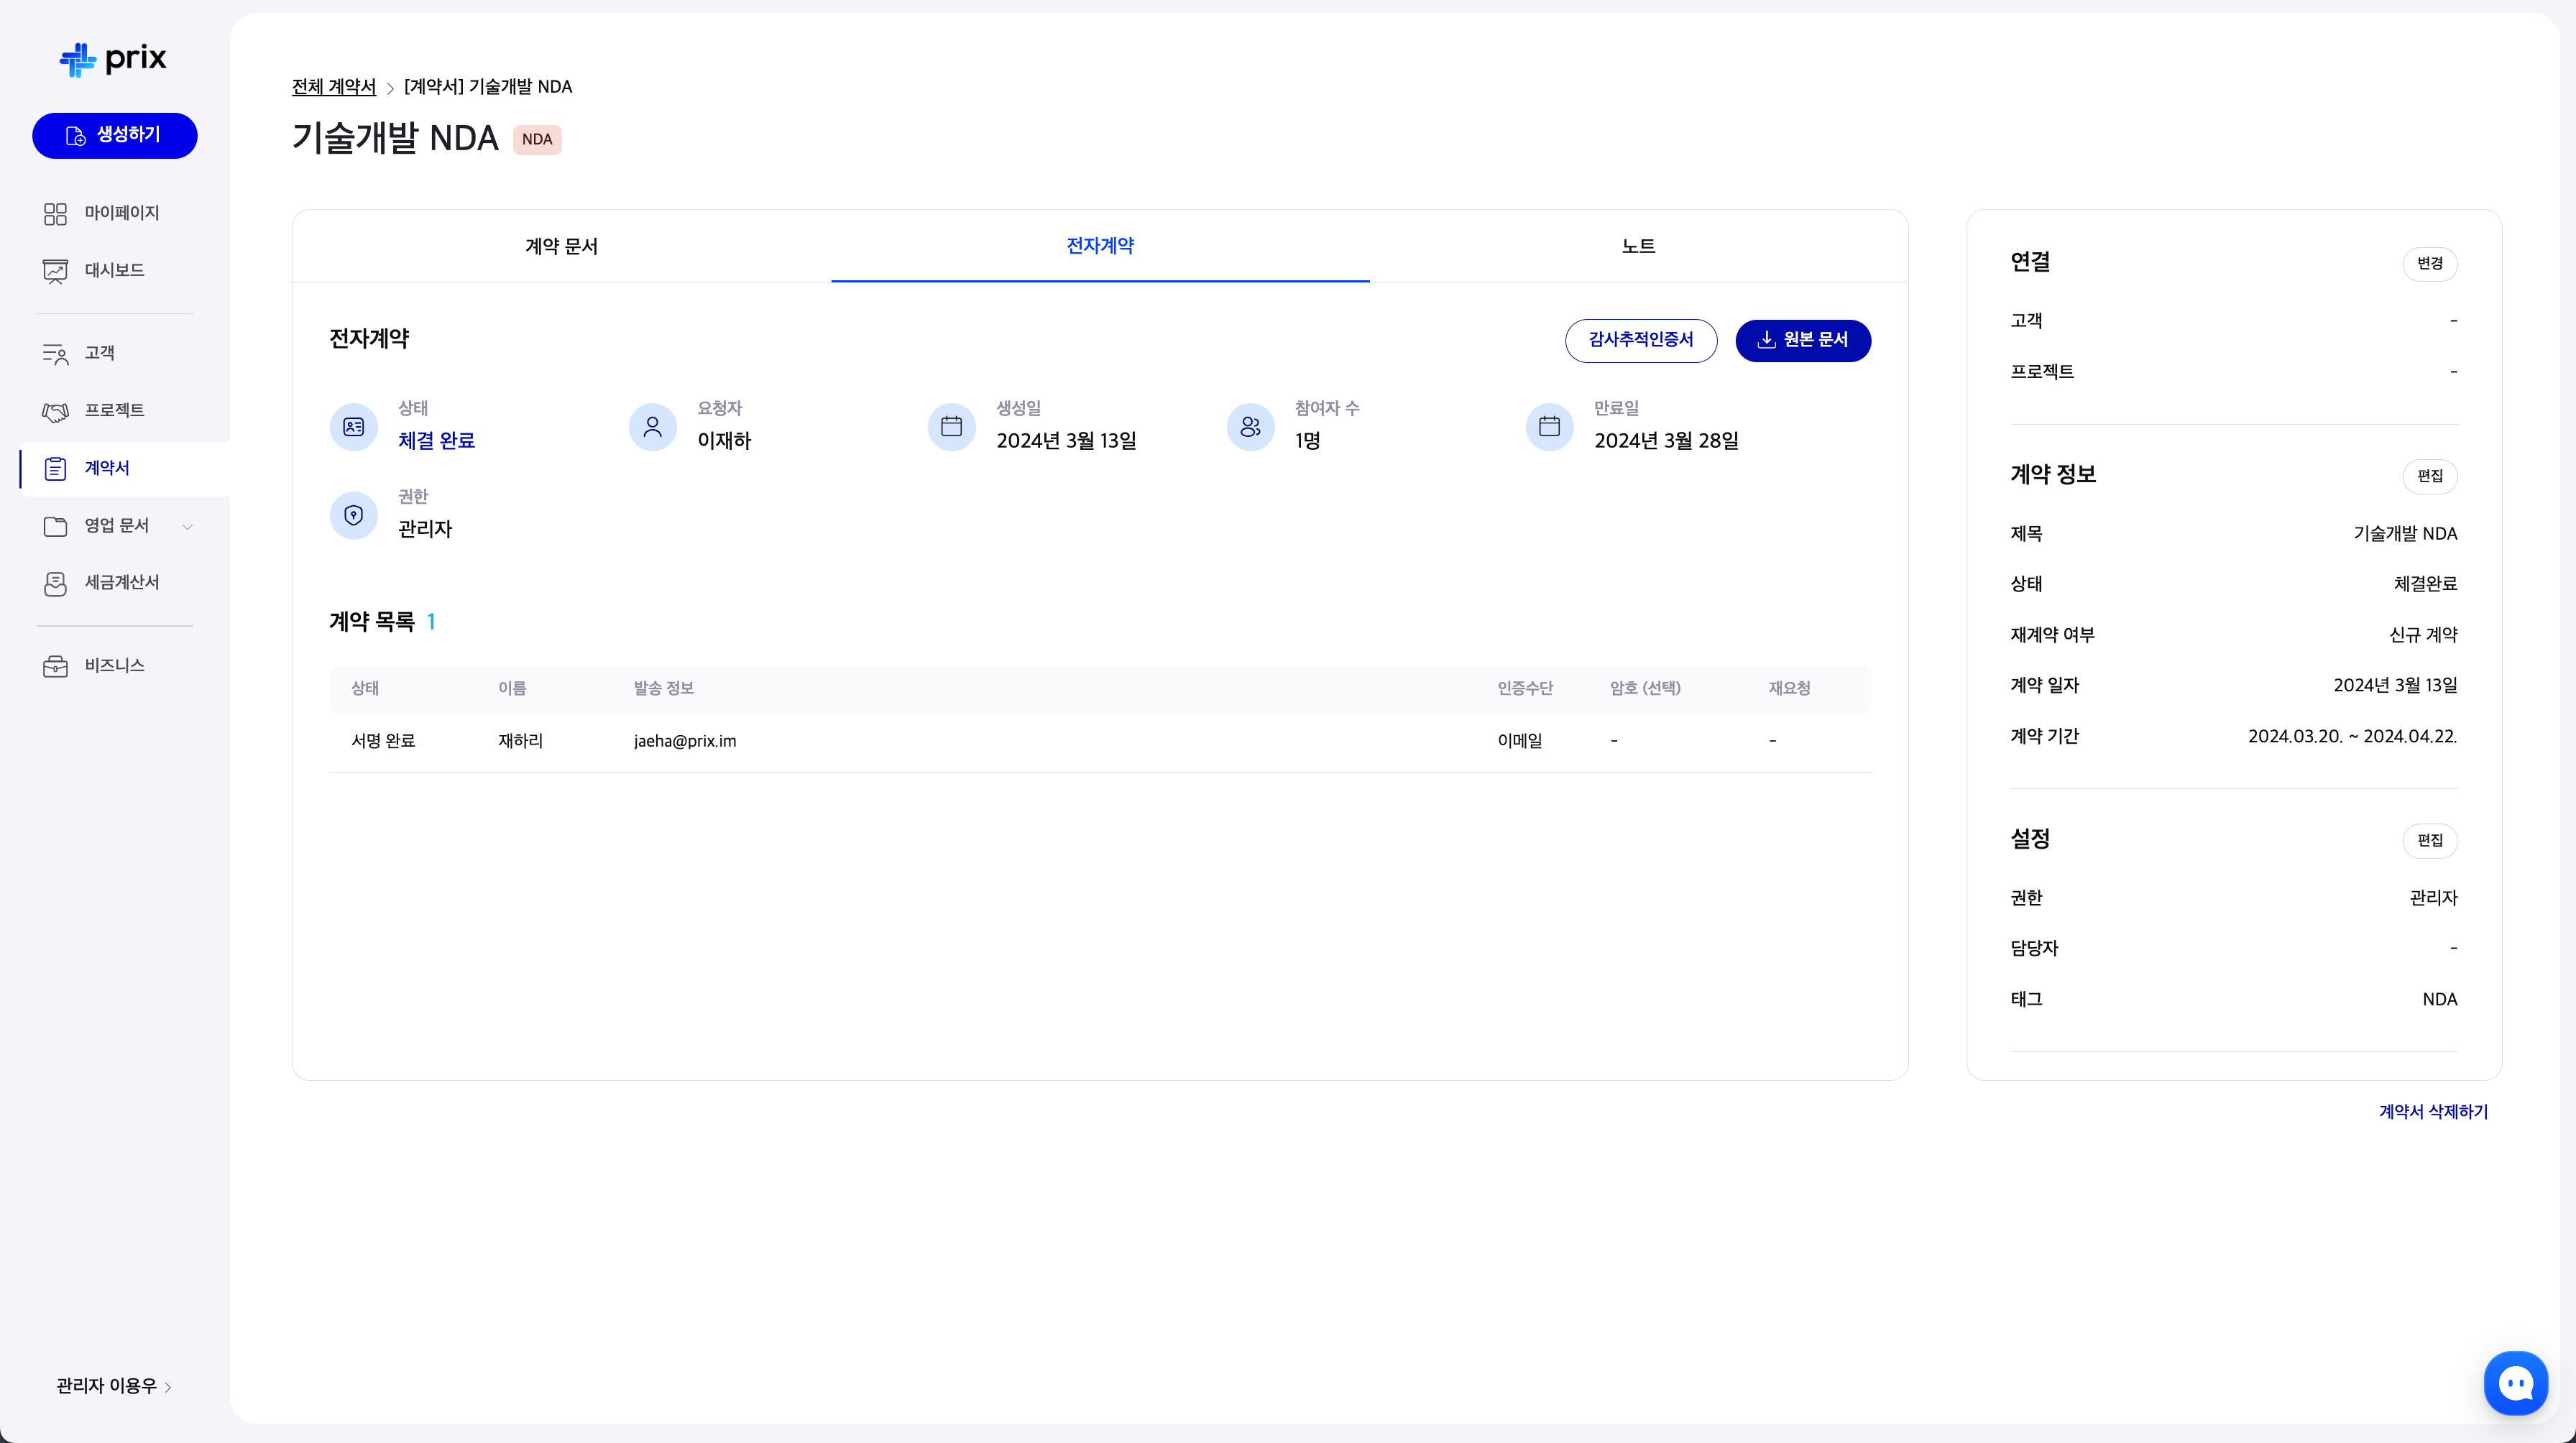 prix
생성하기
마이페이지
대시보드
고객
프로젝트
계약서
영업 문서
세금계산서
비즈니스
관리자 이용우
전체 계약서 > [계약서] 기술개발 NDA
기술개발 NDA NDA
계약 문서 전자계약 노트
전자계약 감사추적인증서 원본 문서
상태 요청자 생성일 참여자 수 만료일
체결 완료 이재하 2024년 3월 13일 1명 2024년 3월 28일
권한
관리자
계약 목록 1
상태 이름 발송 정보 인증수단 암호 (선택) 재요청
서명 완료 재하리 jaeha@prix.im 이메일 - -
연결 변경
고객 -
프로젝트 -
계약 정보 편집
제목 기술개발 NDA
상태 체결완료
재계약 여부 신규 계약
계약 일자 2024년 3월 13일
계약 기간 2024.03.20. ~ 2024.04.22.
설정 편집
권한 관리자
담당자 -
태그 NDA
계약서 삭제하기